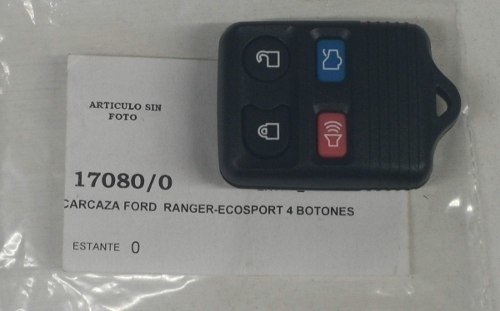 ARTICULO SIN
FOTO
17080/0
CARCAZA FORD RANGER-ECOSPORT 4 BOTONES
ESTANTE 0